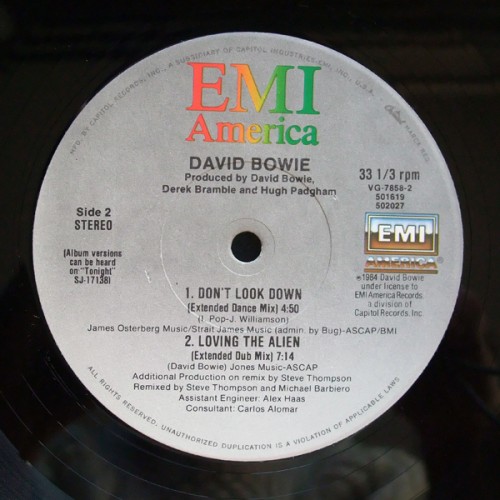 MFG. BY CAPITOL RECORDS, INC., A SUBSIDIARY OF CAPITOL INDUSTRIES-EMI, INC., U.S.A.
Capitol MARCA REG.
EMI
America
DAVID BOWIE
Produced by David Bowie,
Derek Bramble and Hugh Padgham
33 1/3 rpm
VG-7858-2
501619
502027
Side 2
STEREO
(Album versions
can be heard
on "Tonight"
SJ-17138)
EMI
AMERICA
℗1984 David Bowie
under license to
EMI America Records
a division of
Capitol Records, Inc.
1. DON'T LOOK DOWN
(Extended Dance Mix) 4:50
(I. Pop-J. Williamson)
James Osterberg Music/Strait James Music (admin. by Bug)-ASCAP/BMI
2. LOVING THE ALIEN
(Extended Dub Mix) 7:14
(David Bowie) Jones Music-ASCAP
Additional Production on remix by Steve Thompson
Remixed by Steve Thompson and Michael Barbiero
Assistant Engineer: Alex Haas
Consultant: Carlos Alomar
ALL RIGHTS RESERVED. UNAUTHORIZED DUPLICATION IS A VIOLATION OF APPLICABLE LAWS.